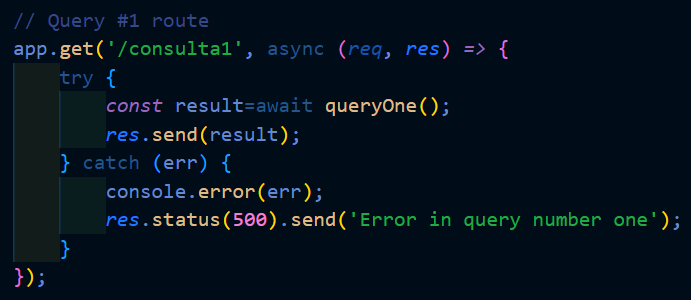 // Query #1 route
app.get('/consulta1', async (req, res) => {
    try {
        const result=await queryOne();
        res.send(result);
    } catch (err) {
        console.error(err);
        res.status(500).send('Error in query number one');
    }
});